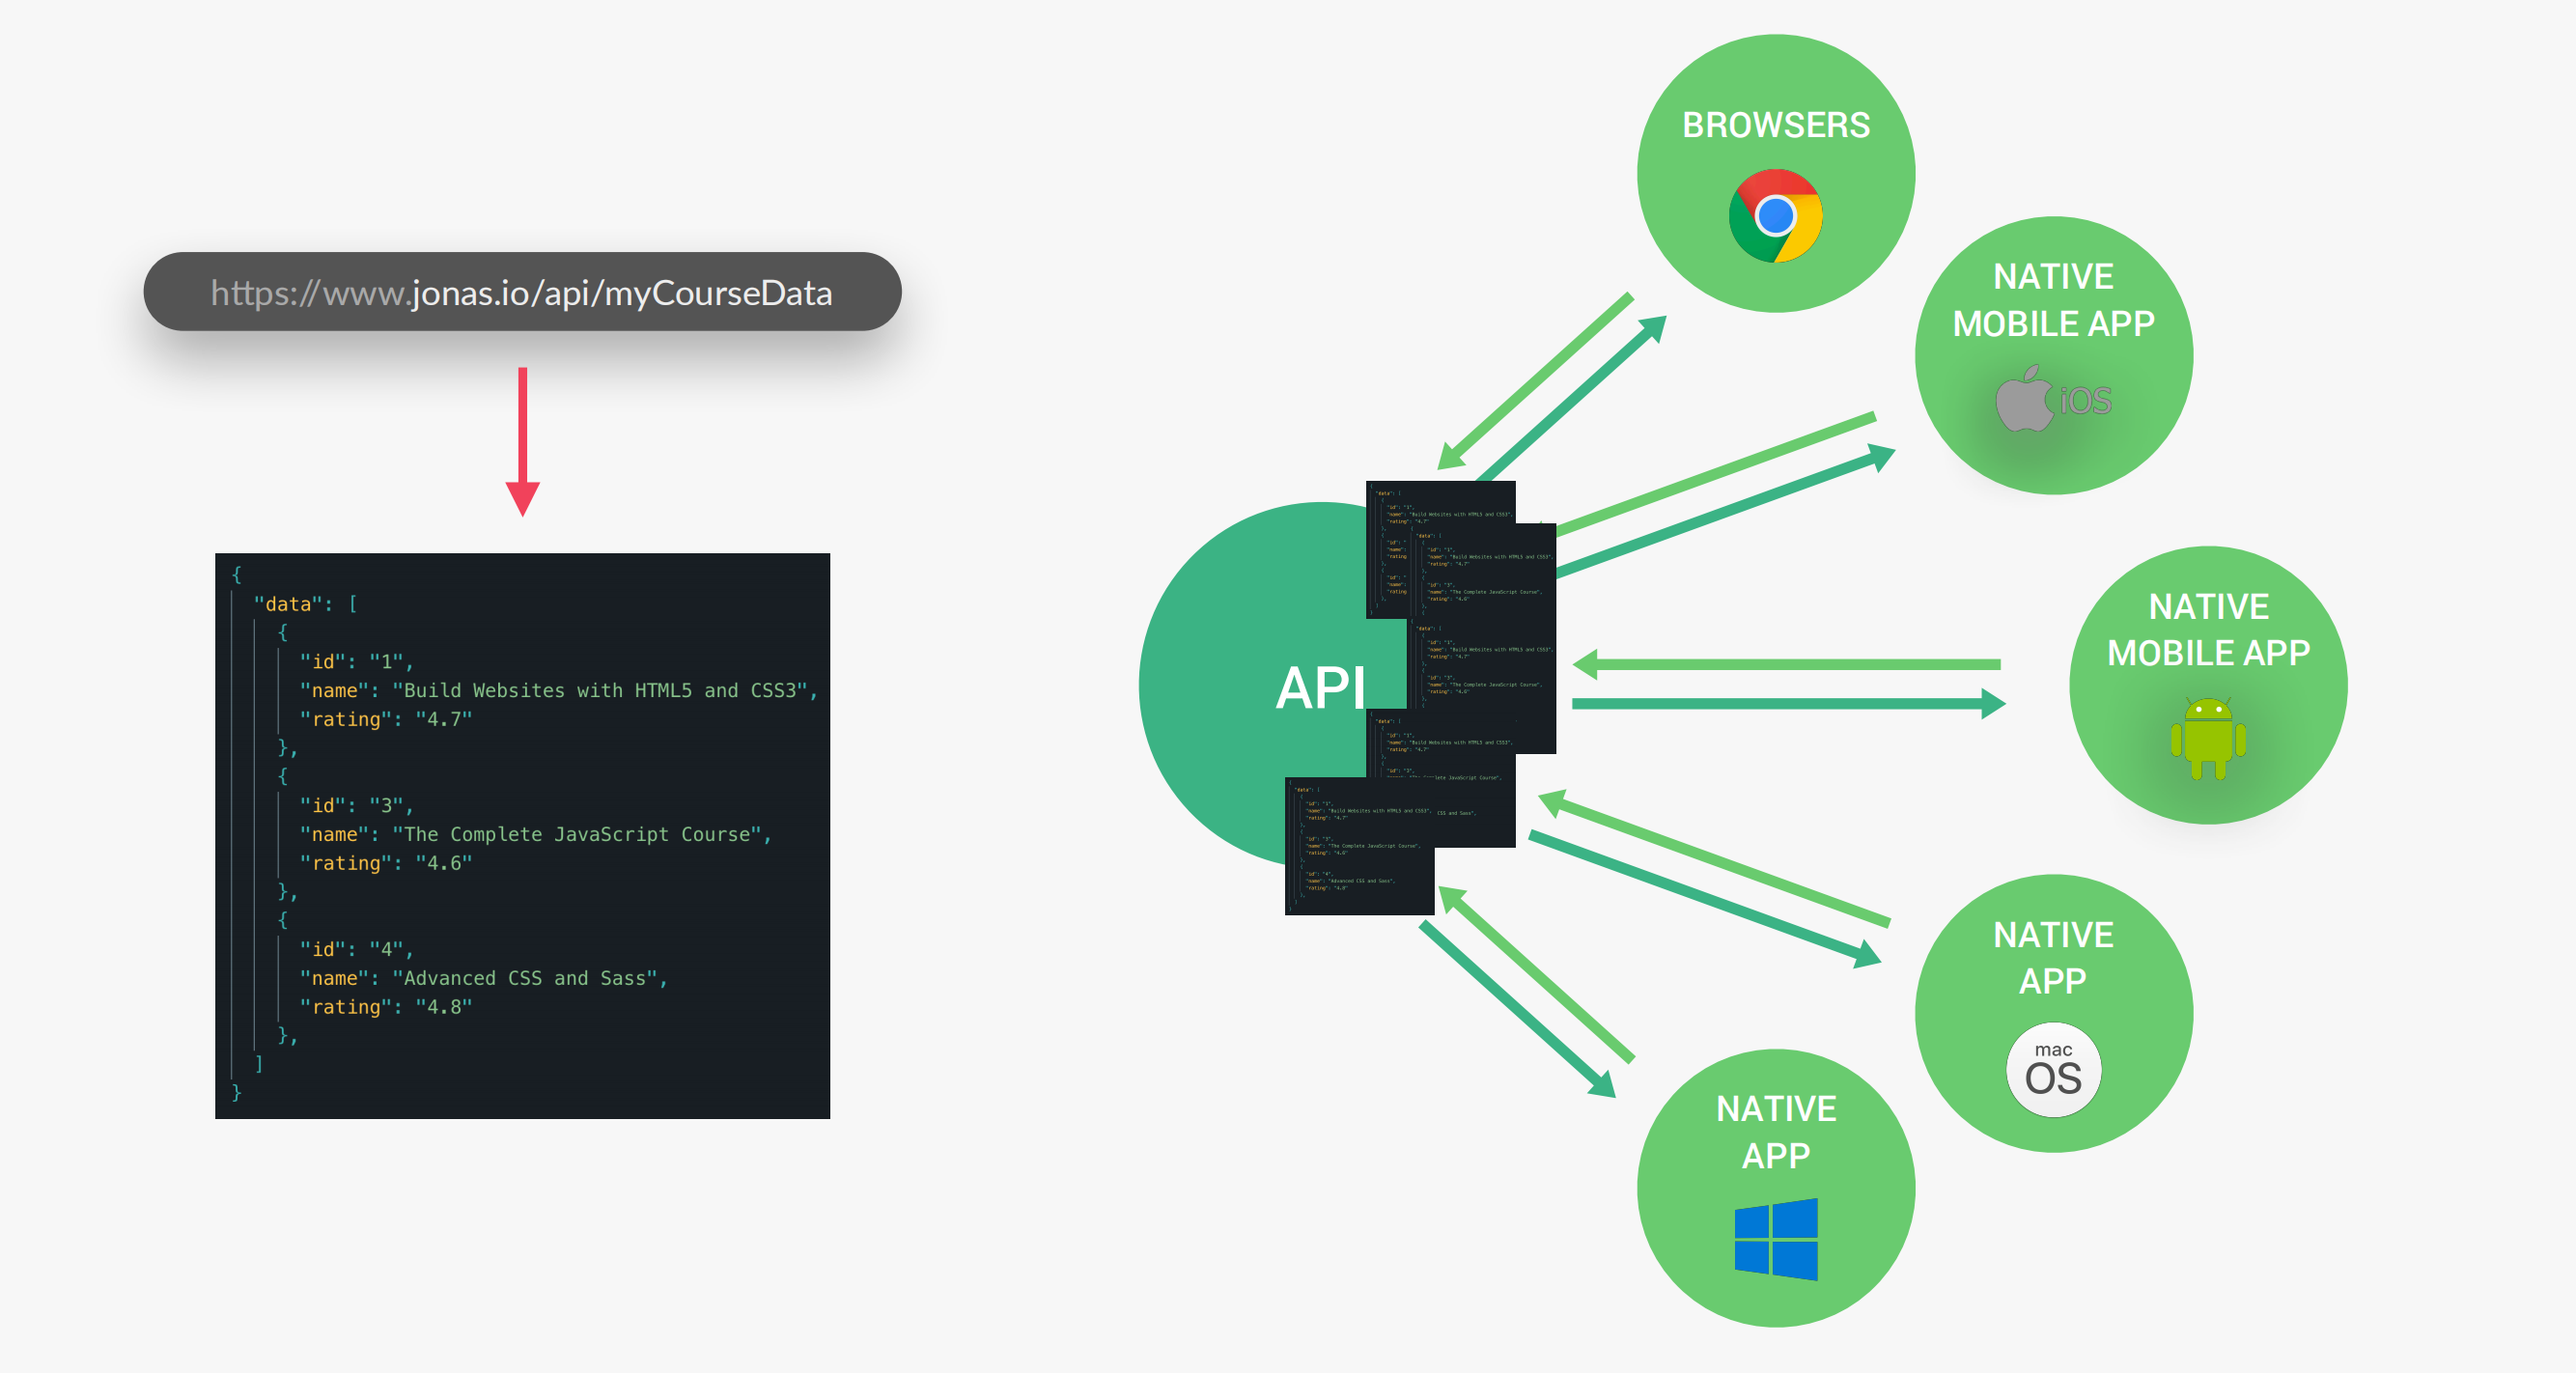 https://www.jonas.io/api/myCourseData
{
"data": [
{
"id": "1",
"name": "Build Websites with HTML5 and CSS3",
"rating": "4.7"
},
{
"id": "3",
"name": "The Complete JavaScript Course",
"rating": "4.6"
},
{
"id": "4",
"name": "Advanced CSS and Sass",
"rating": "4.8"
},
]
}
API
BROWSERS
NATIVE
MOBILE APP
iOS
NATIVE
MOBILE APP
NATIVE
APP
mac
OS
NATIVE
APP